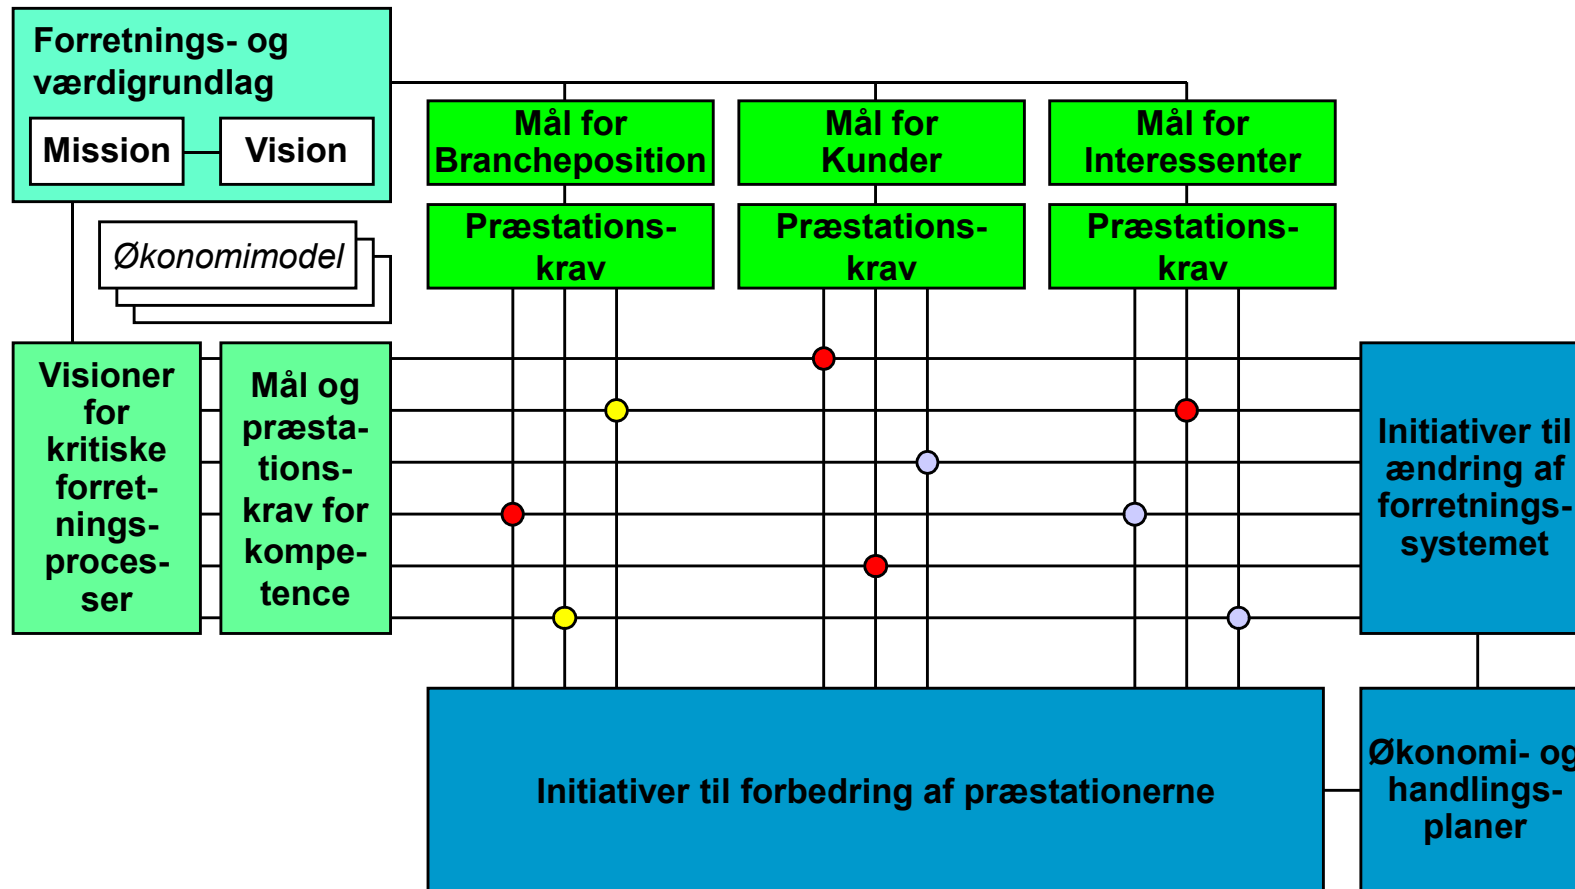 Forretnings- og
værdigrundlag
Mission
Vision
Mål for
Brancheposition
Mål for
Kunder
Mål for
Interessenter
Præstations-
krav
Præstations-
krav
Præstations-
krav
Økonomimodel
Visioner
for
kritiske
forret-
nings-
proces-
ser
Mål og
præsta-
tions-
krav for
kompe-
tence
Initiativer til
ændring af
forretnings-
systemet
Initiativer til forbedring af præstationerne
Økonomi- og
handlings-
planer